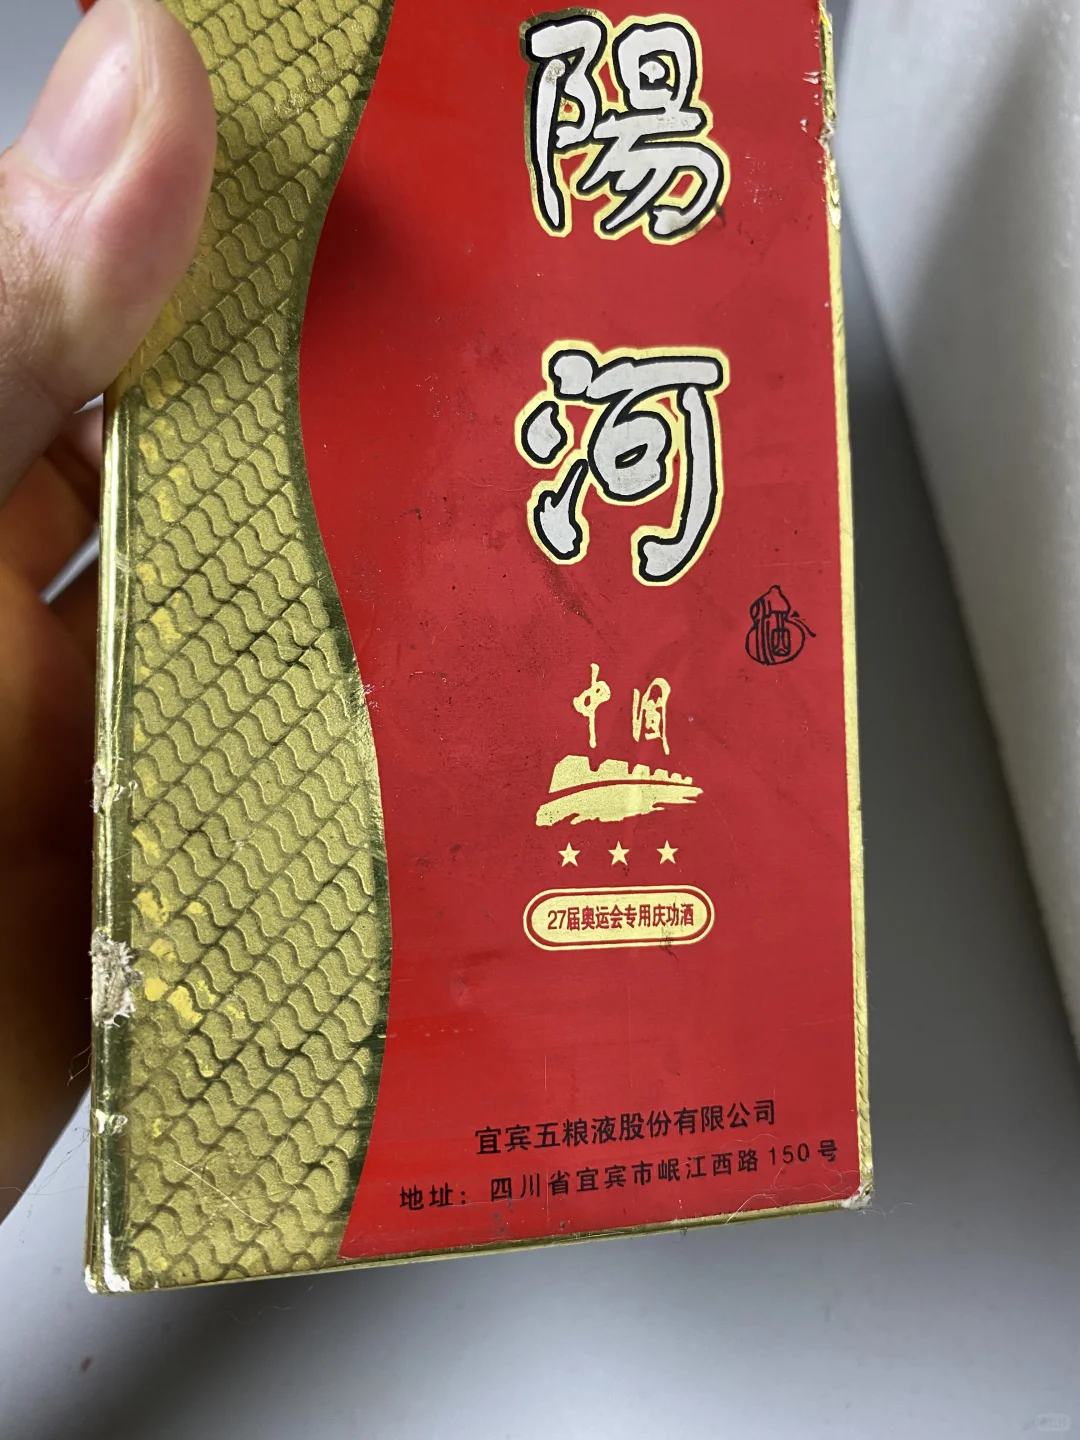 陽
河
酒
中国
27届奥运会专用庆功酒
宜宾五粮液股份有限公司
地址：四川省宜宾市岷江西路150号